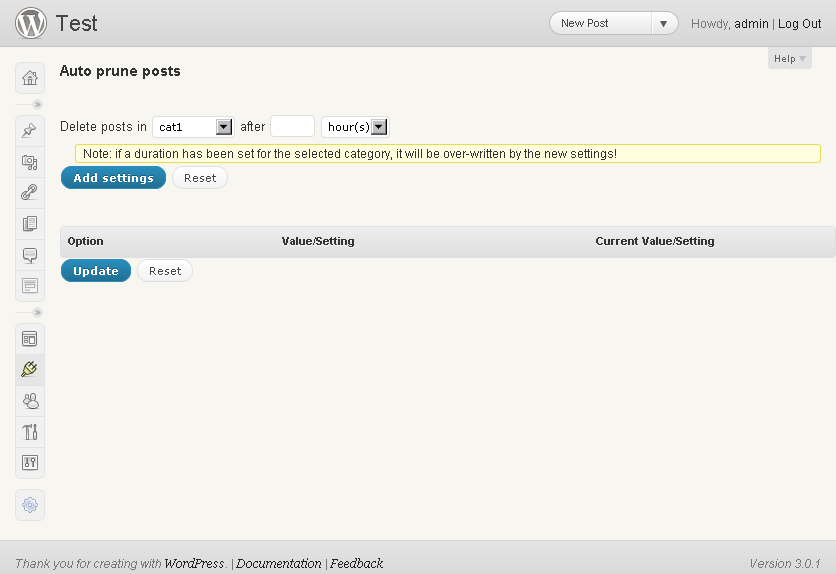 Test
New Post
Howdy, admin | Log Out
Help
Auto prune posts
Delete posts in cat1 after hour(s)
Note: if a duration has been set for the selected category, it will be over-written by the new settings!
Add settings Reset
Option Value/Setting Current Value/Setting
Update Reset
Thank you for creating with WordPress. | Documentation | Feedback
Version 3.0.1